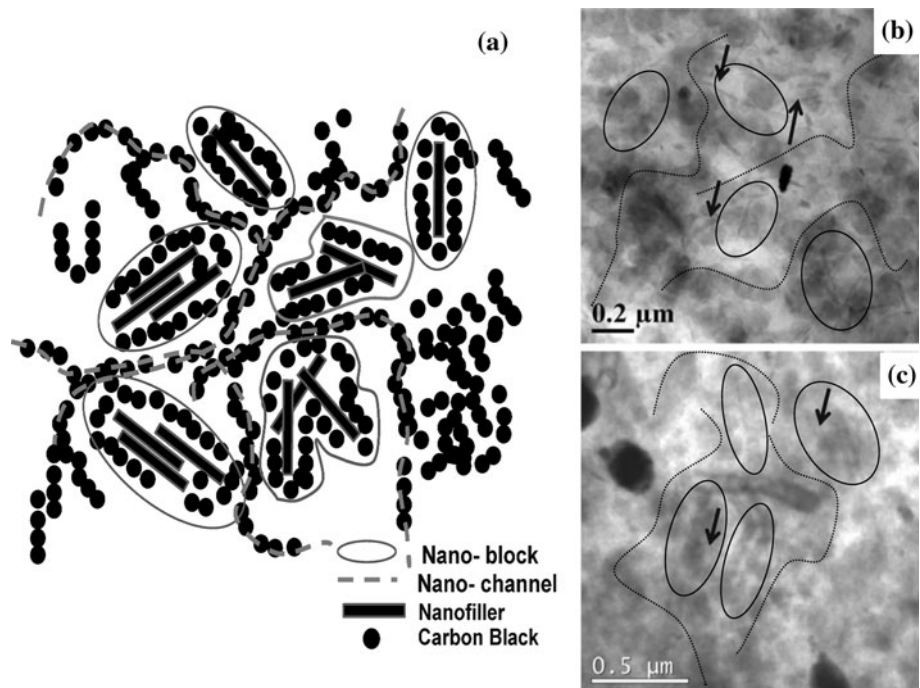 (a)
Nano- block
Nano- channel
Nanofiller
Carbon Black
(b)
0.2 µm
(c)
0.5 µm